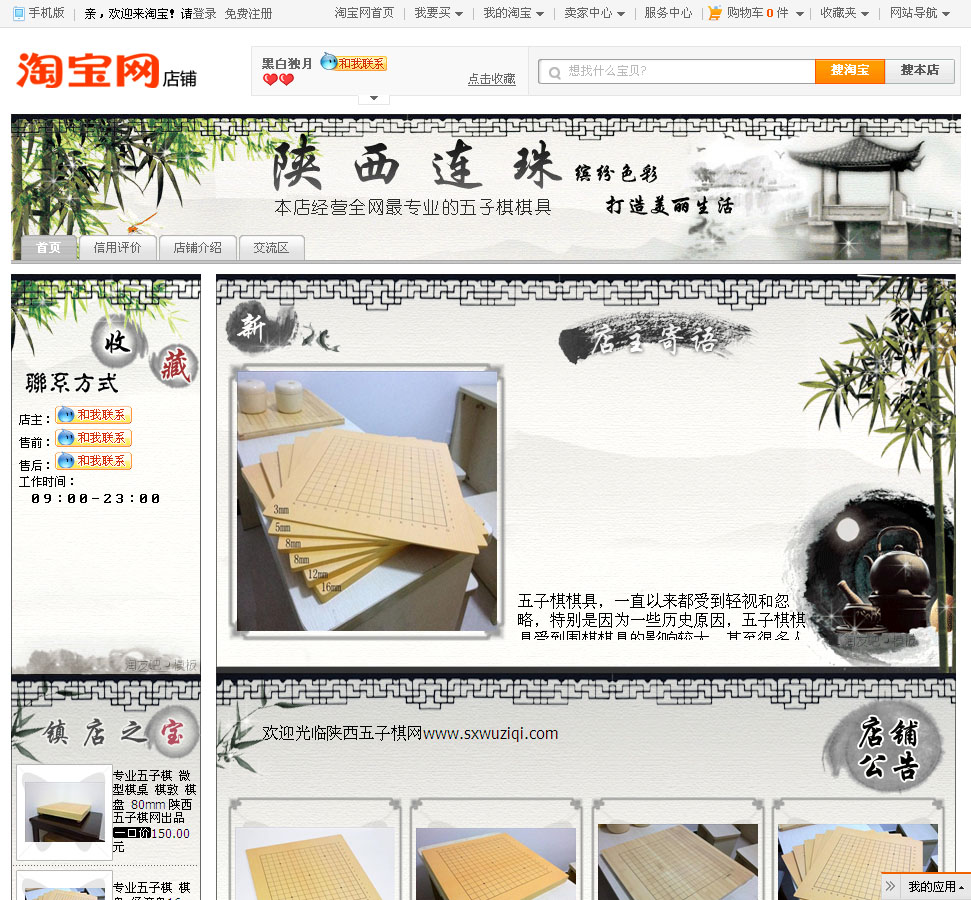 手机版
亲，欢迎来淘宝！请登录 免费注册
淘宝网首页
我要买
我的淘宝
卖家中心
服务中心
购物车0件
收藏夹
网站导航
淘宝网店铺
黑白独月
和我联系
点击收藏
想找什么宝贝?
搜淘宝
搜本店
陕西连珠
缤纷色彩
打造美丽生活
本店经营全网最专业的五子棋棋具
首页
信用评价
店铺介绍
交流区
收藏
聯系方式
店主：和我联系
售前：和我联系
售后：和我联系
工作时间：
09:00-23:00
新
店主寄语
3mm
5mm
8mm
8mm
12mm
16mm
五子棋棋具，一直以来都受到轻视和忽
略，特别是因为一些历史原因，五子棋棋
具受到围棋棋具的影响较大，甚至很多人
镇店之宝
专业五子棋 微
型棋桌 棋敦 棋
盘 80mm 陕西
五子棋网出品
一口价150.00
元
专业五子棋 棋
欢迎光临陕西五子棋网www.sxwuziqi.com
店铺
公告
我的应用